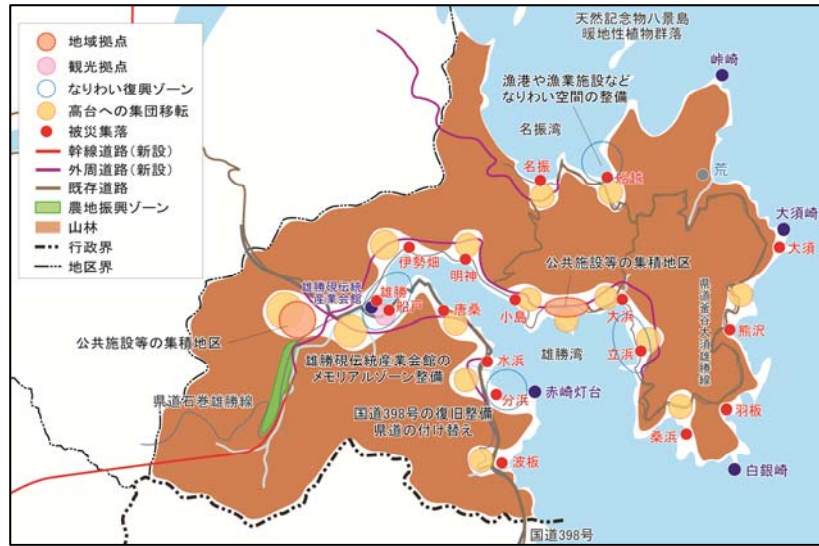 地域拠点
観光拠点
なりわい復興ゾーン
高台への集団移転
被災集落
幹線道路(新設)
外周道路(新設)
既存道路
農地振興ゾーン
山林
行政界
地区界
天然記念物八景島
暖地性植物群落
峠崎
漁港や漁業施設など
なりわい空間の整備
名振湾
名振
船越
荒
大須崎
大須
伊勢畑
明神
公共施設等の集積地区
雄勝硯伝統
産業会館
雄勝
船戸
唐桑
小島
大浜
県道釜谷大須雄勝線
熊沢
公共施設等の集積地区
雄勝硯伝統産業会館の
メモリアルゾーン整備
雄勝湾
立浜
水浜
分浜
赤崎灯台
県道石巻雄勝線
国道398号の復旧整備
県道の付け替え
羽板
桑浜
波板
白銀崎
国道398号